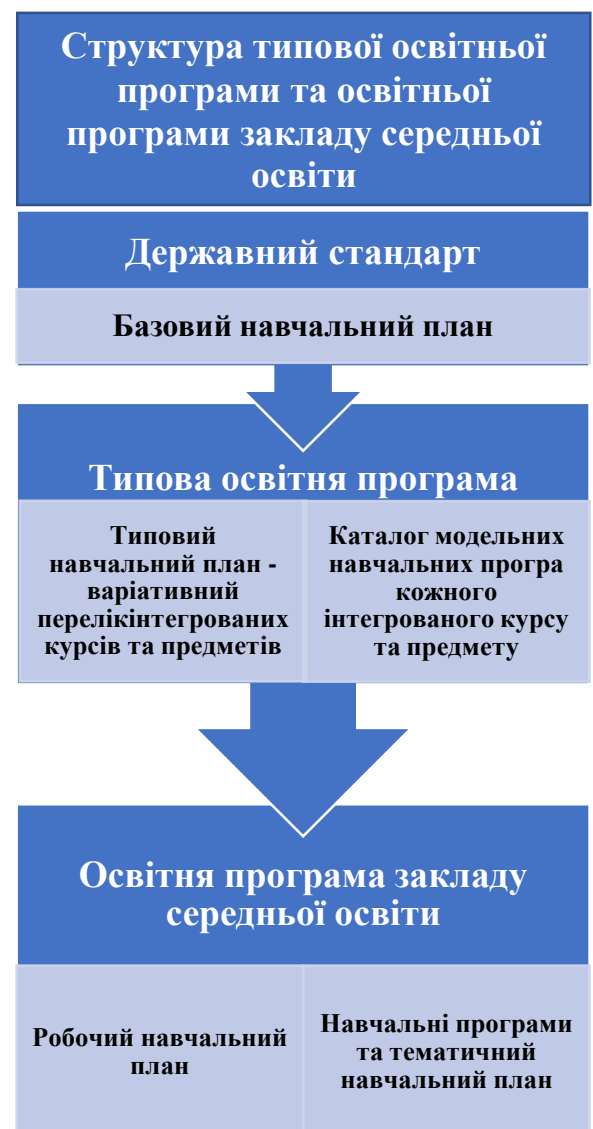 Структура типової освітньої
програми та освітньої
програми закладу середньої
освіти
Державний стандарт
Базовий навчальний план
Типова освітня програма
Типовий
навчальний план -
варіативний
перелікінтегрованих
курсів та предметів
Каталог модельних
навчальних програ
кожного
інтегрованого курсу
та предмету
Освітня програма закладу
середньої освіти
Робочий навчальний
план
Навчальні програми
та тематичний
навчальний план